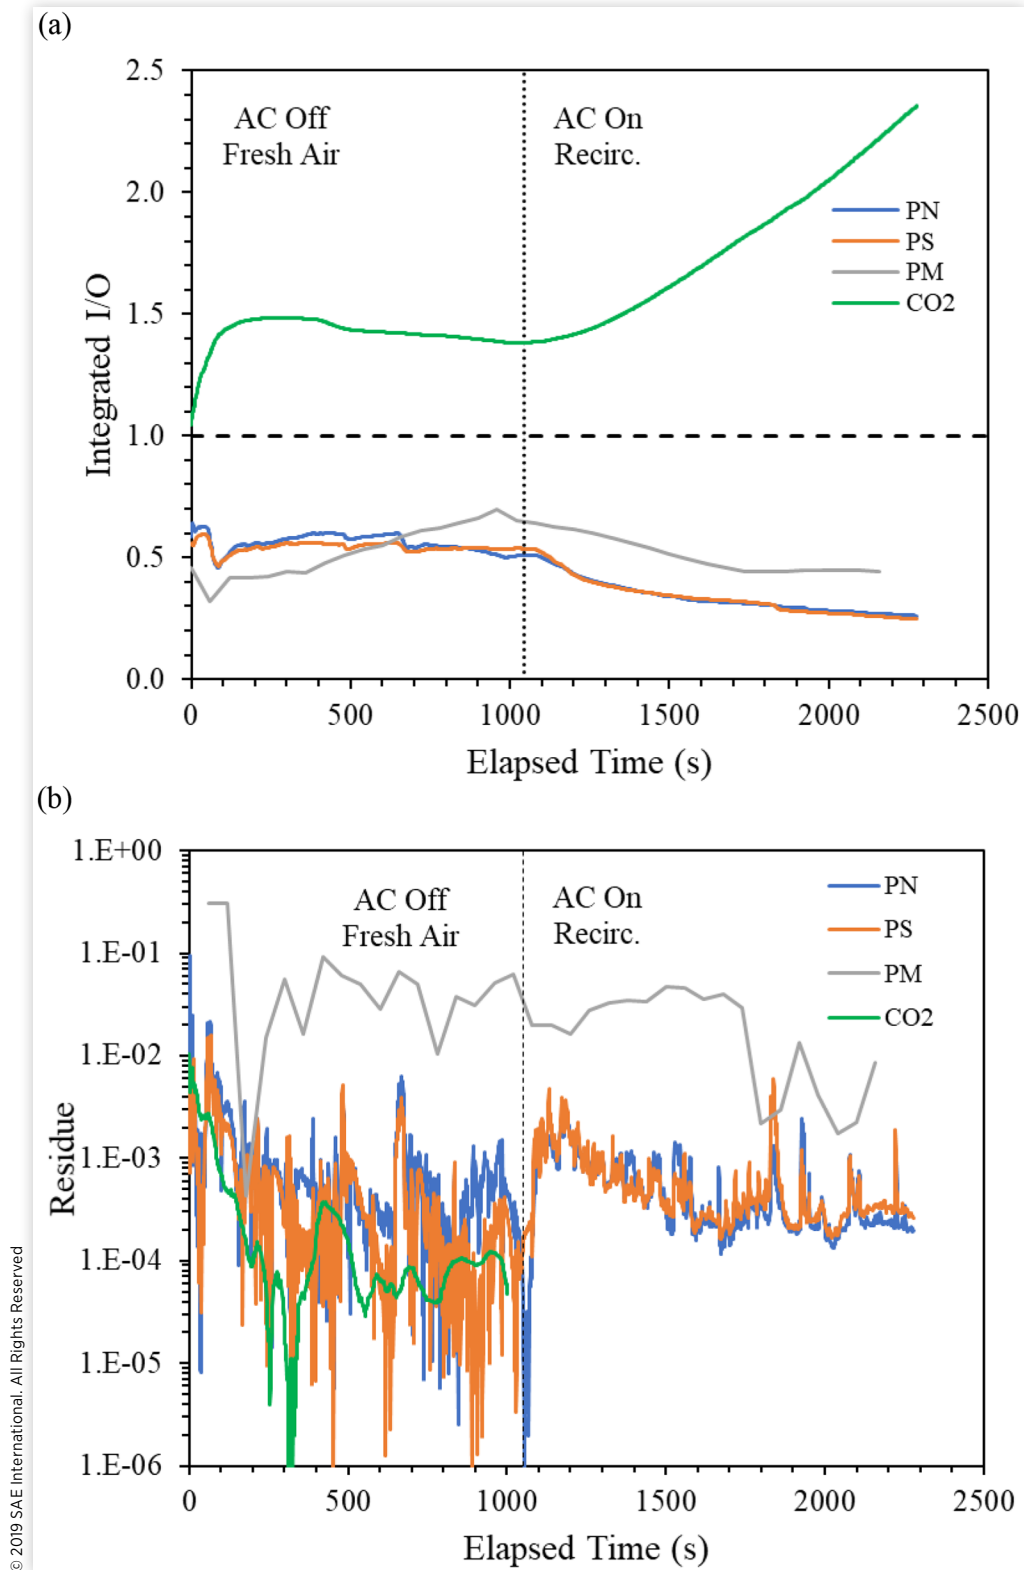 (a)
2.5
2.0
1.5
1.0
0.5
0.0
Integrated I/O
AC Off
Fresh Air
AC On
Recirc.
PN
PS
PM
CO2
0 500 1000 1500 2000 2500
Elapsed Time (s)
(b)
1.E+00
1.E-01
1.E-02
1.E-03
1.E-04
1.E-05
1.E-06
Residue
AC Off
Fresh Air
AC On
Recirc.
PN
PS
PM
CO2
0 500 1000 1500 2000 2500
Elapsed Time (s)
© 2019 SAE International. All Rights Reserved